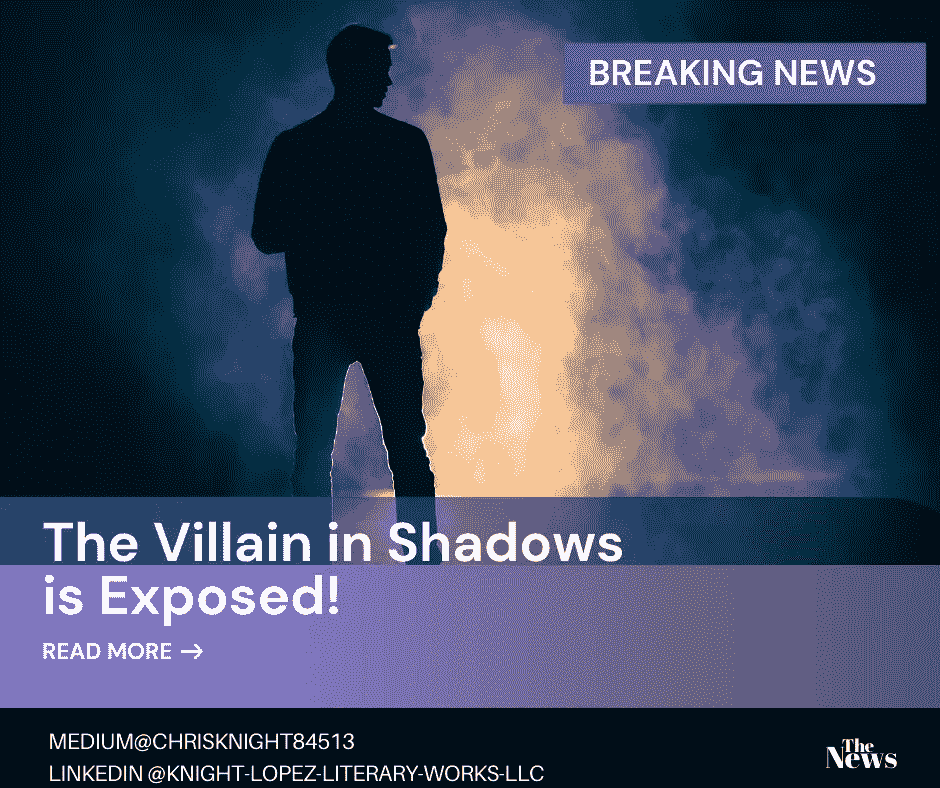 BREAKING NEWS
The Villain in Shadows
is Exposed!
READ MORE →
MEDIUM@CHRISKNIGHT84513
LINKEDIN @KNIGHT-LOPEZ-LITERARY-WORKS-LLC
The
News